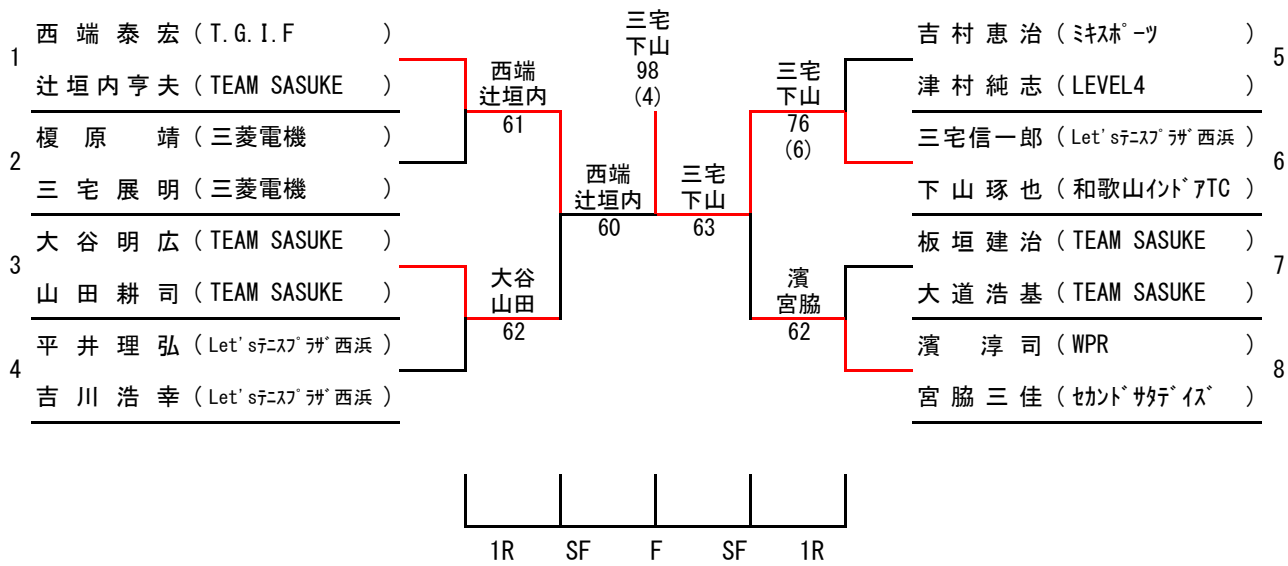 1
西端泰宏 (T.G.I.F)
辻垣内亨夫 (TEAM SASUKE)
2
榎原 靖 (三菱電機)
三宅展明 (三菱電機)
3
大谷明広 (TEAM SASUKE)
山田耕司 (TEAM SASUKE)
4
平井理弘 (Let'sﾃﾆｽﾌﾟﾗｻﾞ西浜)
吉川浩幸 (Let'sﾃﾆｽﾌﾟﾗｻﾞ西浜)
西端
辻垣内
61
大谷
山田
62
西端
辻垣内
60
三宅
下山
98
(4)
三宅
下山
63
三宅
下山
76
(6)
濱
宮脇
62
吉村恵治 (ﾐｷｽﾎﾟｰﾂ)
津村純志 (LEVEL4)
5
三宅信一郎 (Let'sﾃﾆｽﾌﾟﾗｻﾞ西浜)
下山琢也 (和歌山ｲﾝﾄﾞｱTC)
6
板垣建治 (TEAM SASUKE)
大道浩基 (TEAM SASUKE)
7
濱 淳司 (WPR)
宮脇三佳 (ｾｶﾝﾄﾞｻﾀﾃﾞｲｽﾞ)
8
1R SF F SF 1R